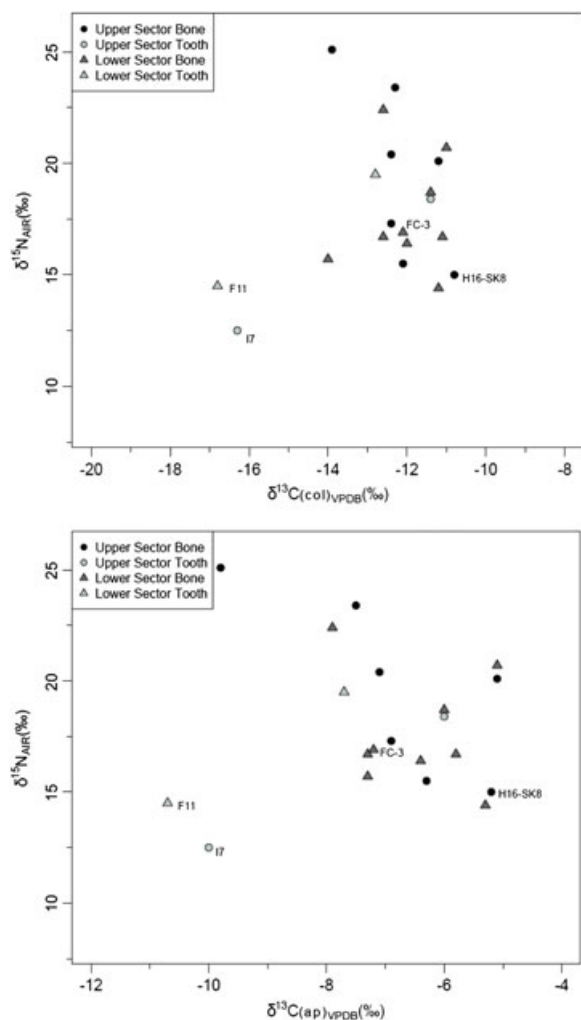 Upper Sector Bone
Upper Sector Tooth
Lower Sector Bone
Lower Sector Tooth
25
20
15
10
δ15NAIR(‰)
FC-3
H16-SK8
F11
I7
-20 -18 -16 -14 -12 -10 -8
δ13C(col)VPDB(‰)
Upper Sector Bone
Upper Sector Tooth
Lower Sector Bone
Lower Sector Tooth
25
20
15
10
δ15NAIR(‰)
FC-3
H16-SK8
F11
I7
-12 -10 -8 -6 -4
δ13C(ap)VPDB(‰)